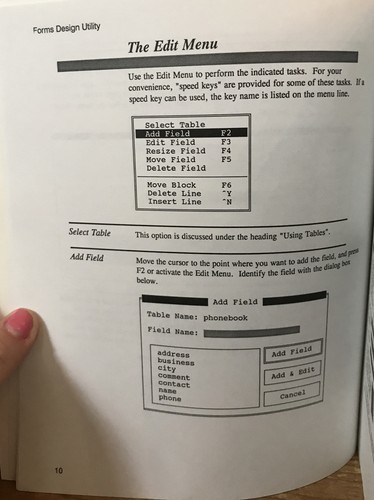 Forms Design Utility
The Edit Menu
Use the Edit Menu to perform the indicated tasks. For your
convenience, "speed keys" are provided for some of these tasks. If a
speed key can be used, the key name is listed on the menu line.
Select Table
Add Field F2
Edit Field F3
Resize Field F4
Move Field F5
Delete Field
Move Block F6
Delete Line ^Y
Insert Line ^N
Select Table This option is discussed under the heading "Using Tables".
Add Field Move the cursor to the point where you want to add the field, and press
F2 or activate the Edit Menu. Identify the field with the dialog box
below.
Add Field
Table Name: phonebook
Field Name:
address Add Field
business
city
comment Add & Edit
contact
name Cancel
phone
10